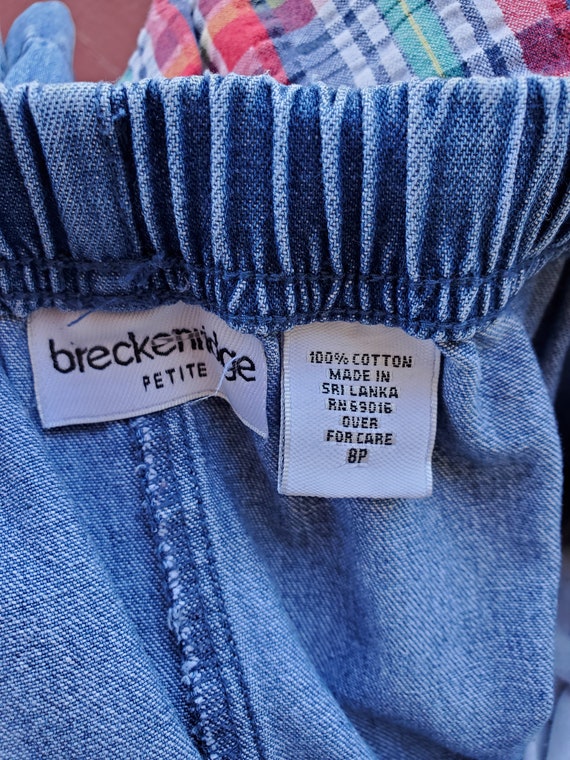 breckenridge
PETITE
100% COTTON
MADE IN
SRI LANKA
RN 69016
OVER
FOR CARE
8P